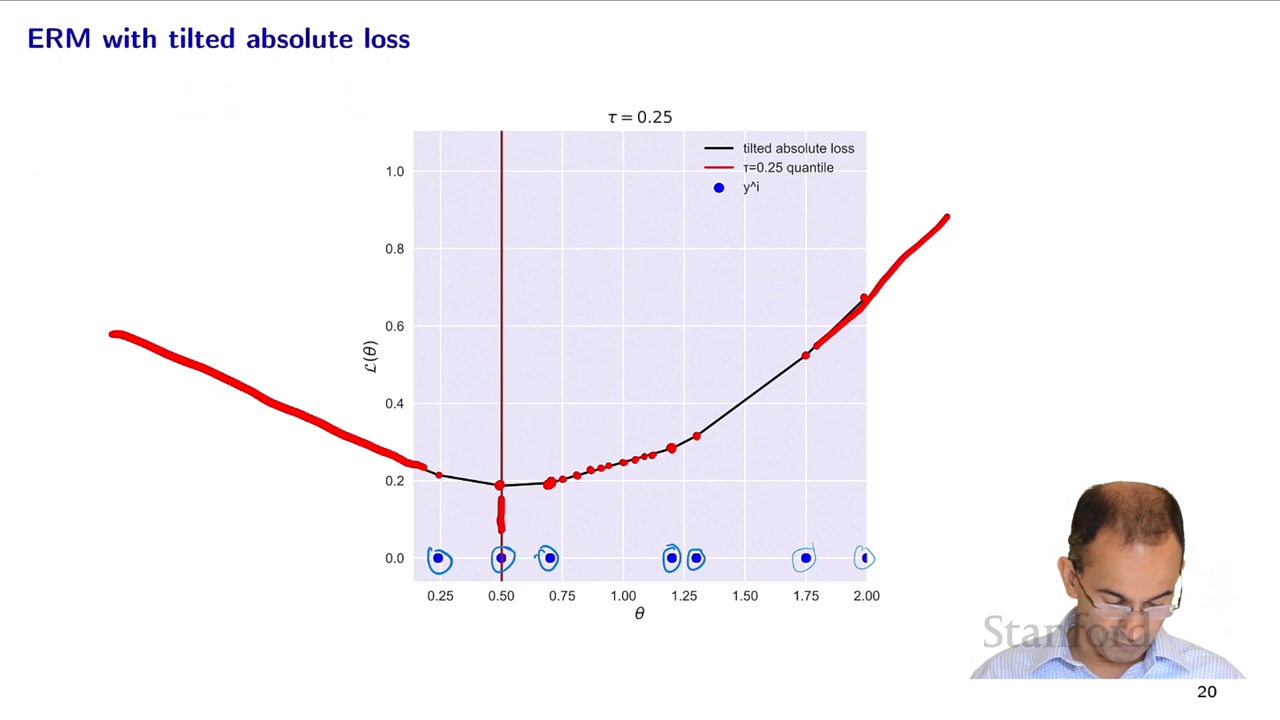 ERM with tilted absolute loss
τ = 0.25
tilted absolute loss
τ=0.25 quantile
y^i
1.0
0.8
0.6
0.4
0.2
0.0
ℒ(θ)
0.25 0.50 0.75 1.00 1.25 1.50 1.75 2.00
θ
Stanford
20